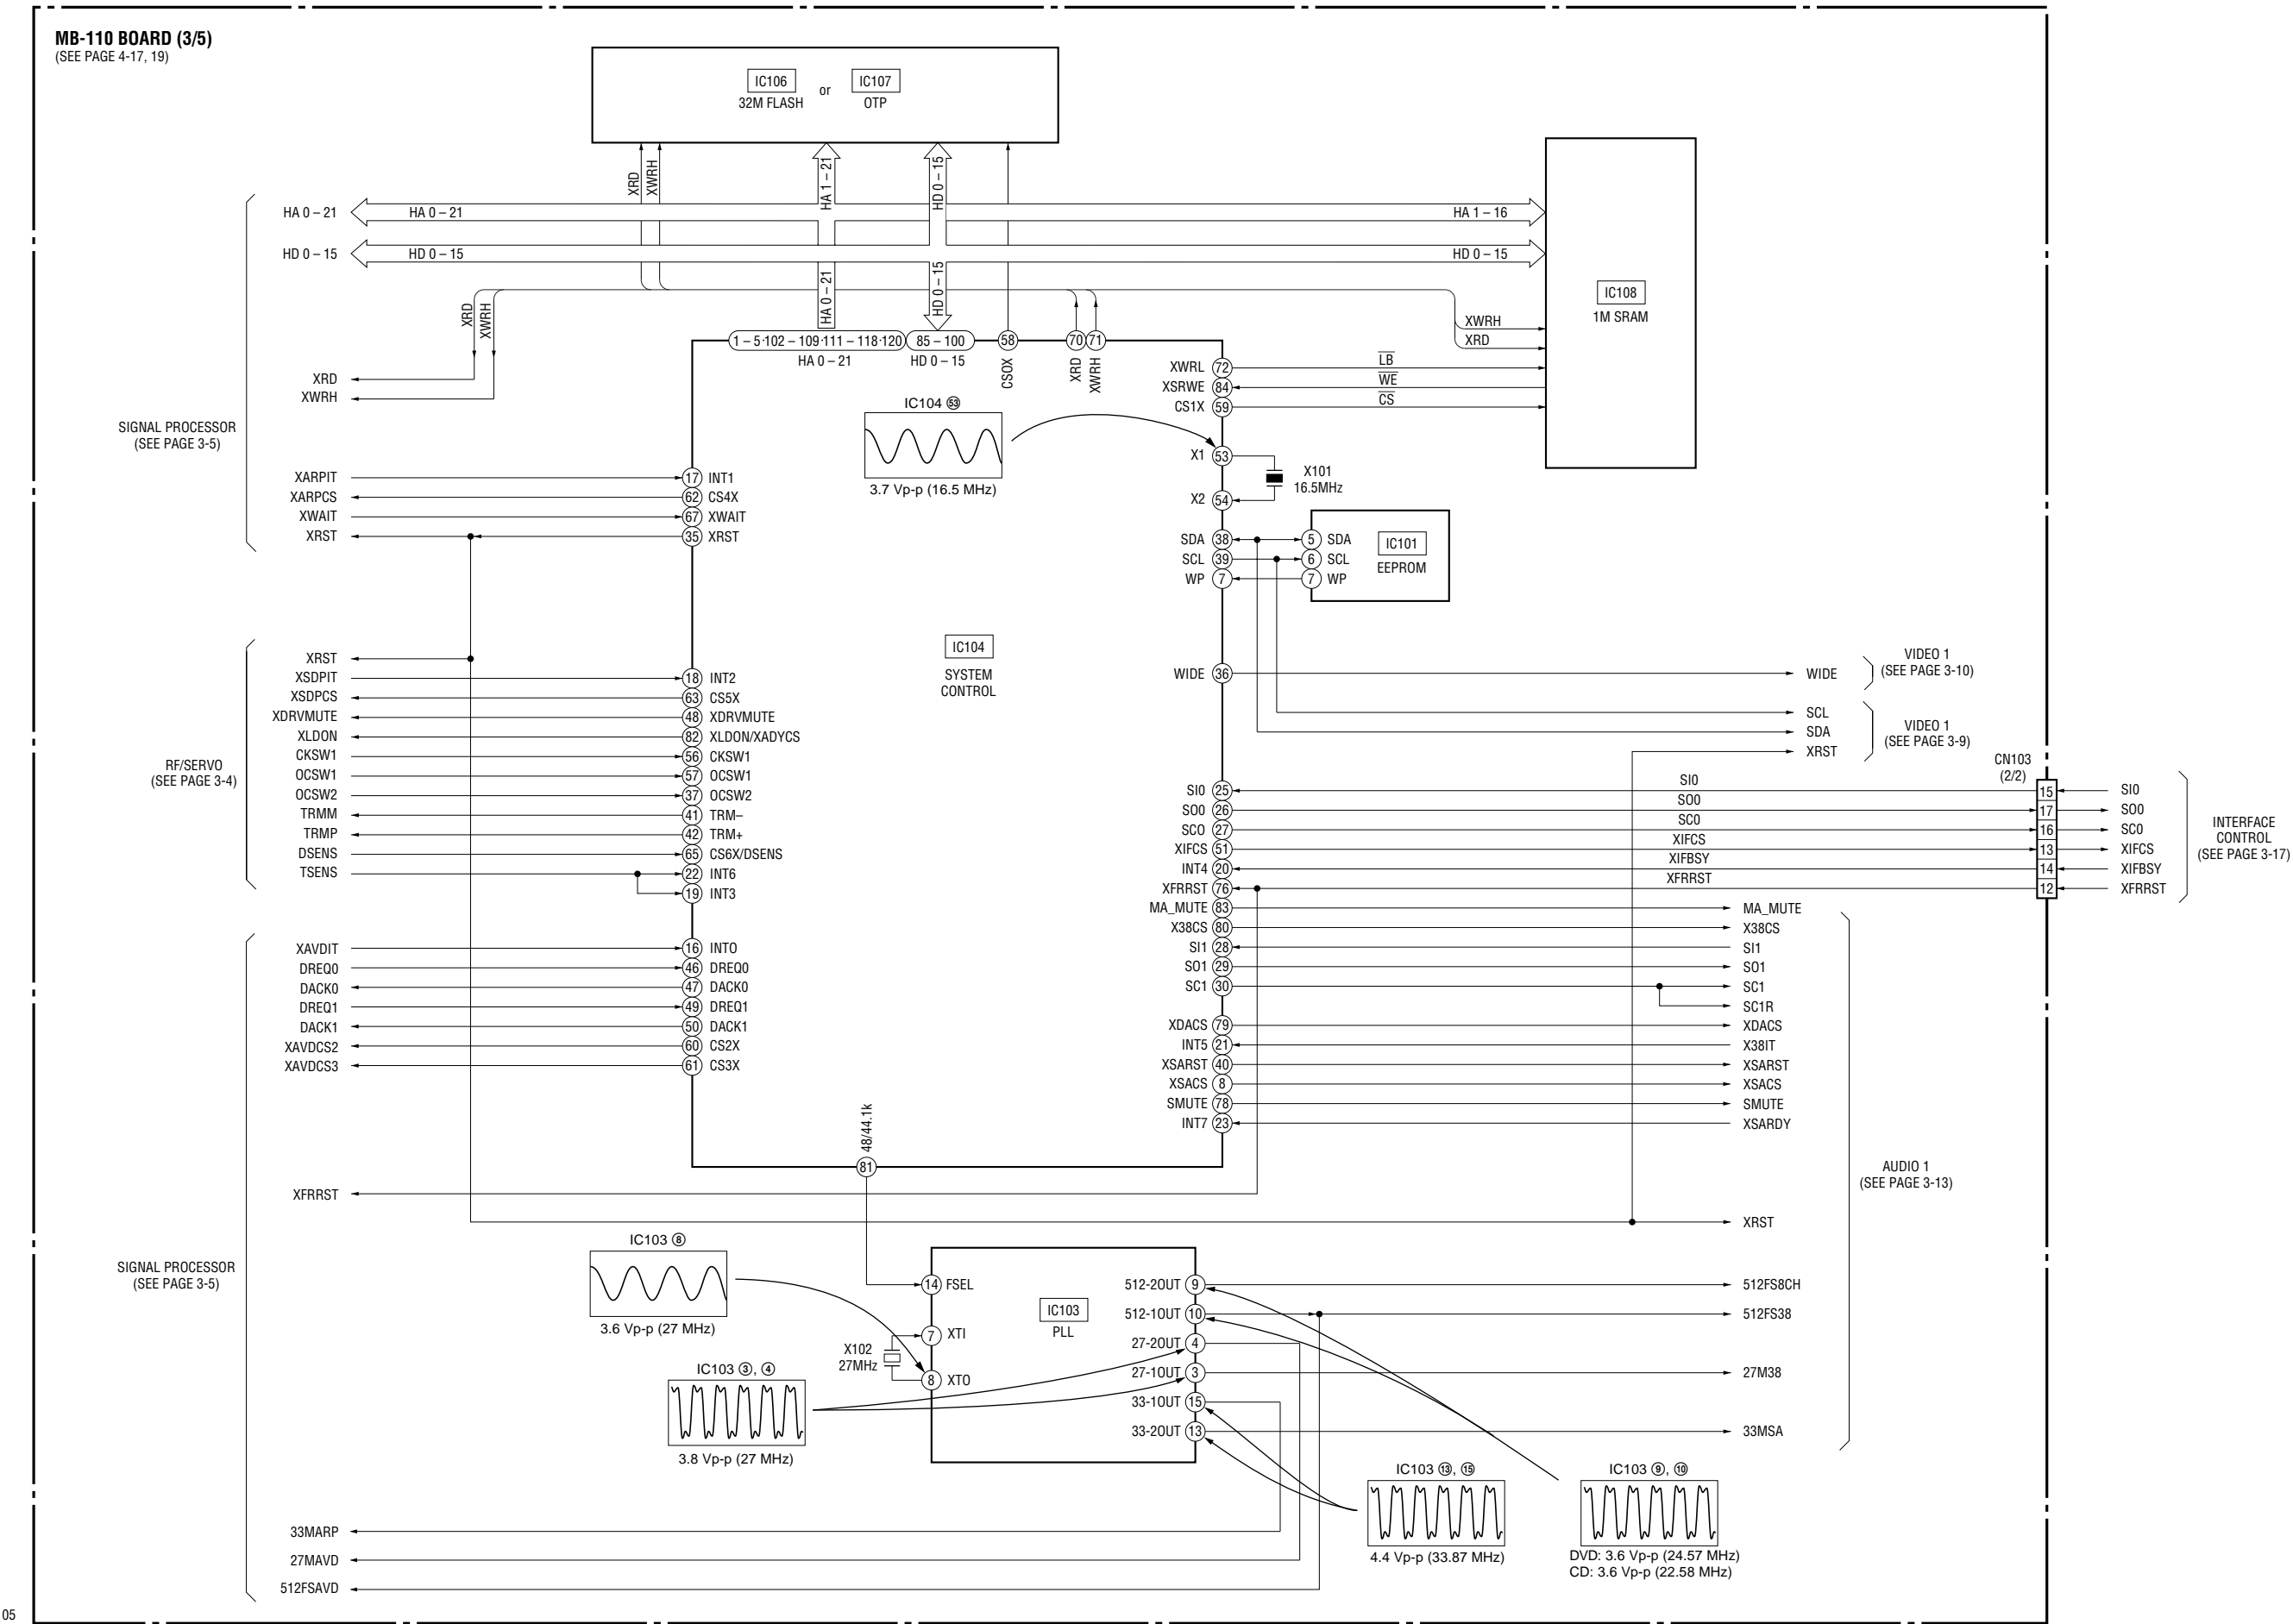 MB-110 BOARD (3/5)
(SEE PAGE 4-17, 19)
IC106
32M FLASH
or
IC107
OTP
XRD
XWRH
HA 1 – 21
HD 0 – 15
HA 0 – 21
HA 0 – 21
HA 1 – 16
HD 0 – 15
HD 0 – 15
HD 0 – 15
HA 0 – 21
HD 0 – 15
IC108
1M SRAM
XRD
XWRH
XWRH
XRD
1 – 5·102 – 109·111 – 118·120
85 – 100
58
70
71
HA 0 – 21
HD 0 – 15
CSOX
XRD
XWRH
XRD
XWRH
SIGNAL PROCESSOR
(SEE PAGE 3-5)
XWRL 72 LB
XSRWE 84 WE
CS1X 59 CS
IC104 53
3.7 Vp-p (16.5 MHz)
X1 53
X2 54
X101
16.5MHz
XARPIT 17 INT1
XARPCS 62 CS4X
XWAIT 67 XWAIT
XRST 35 XRST
SDA 38 5 SDA
SCL 39 6 SCL
WP 7 7 WP
IC101
EEPROM
IC104
SYSTEM
CONTROL
RF/SERVO
(SEE PAGE 3-4)
XRST
XSDPIT 18 INT2
XSDPCS 63 CS5X
XDRVMUTE 48 XDRVMUTE
XLDON 82 XLDON/XADYCS
CKSW1 56 CKSW1
OCSW1 57 OCSW1
OCSW2 37 OCSW2
TRMM 41 TRM–
TRMP 42 TRM+
DSENS 65 CS6X/DSENS
TSENS 22 INT6
19 INT3
WIDE 36 WIDE
VIDEO 1
(SEE PAGE 3-10)
SCL
SDA
XRST
VIDEO 1
(SEE PAGE 3-9)
CN103
(2/2)
SI0 25 SI0 15 SI0
SO0 26 SO0 17 SO0
SCO 27 SC0 16 SC0
XIFCS 51 XIFCS 13 XIFCS
INT4 20 XIFBSY 14 XIFBSY
XFRRST 76 XFRRST 12 XFRRST
INTERFACE
CONTROL
(SEE PAGE 3-17)
MA_MUTE 83 MA_MUTE
X38CS 80 X38CS
SI1 28 SI1
SO1 29 SO1
SC1 30 SC1
SC1R
XDACS 79 XDACS
INT5 21 X38IT
XSARST 40 XSARST
XSACS 8 XSACS
SMUTE 78 SMUTE
INT7 23 XSARDY
AUDIO 1
(SEE PAGE 3-13)
XAVDIT 16 INTO
DREQ0 46 DREQ0
DACK0 47 DACK0
DREQ1 49 DREQ1
DACK1 50 DACK1
XAVDCS2 60 CS2X
XAVDCS3 61 CS3X
48/44.1k
81
XFRRST
XRST
SIGNAL PROCESSOR
(SEE PAGE 3-5)
IC103 8
3.6 Vp-p (27 MHz)
IC103 3, 4
3.8 Vp-p (27 MHz)
X102
27MHz
14 FSEL
7 XTI
8 XTO
IC103
PLL
512-2OUT 9 512FS8CH
512-1OUT 10 512FS38
27-2OUT 4
27-1OUT 3 27M38
33-1OUT 15
33-2OUT 13 33MSA
IC103 13, 15
4.4 Vp-p (33.87 MHz)
IC103 9, 10
DVD: 3.6 Vp-p (24.57 MHz)
CD: 3.6 Vp-p (22.58 MHz)
33MARP
27MAVD
512FSAVD
05